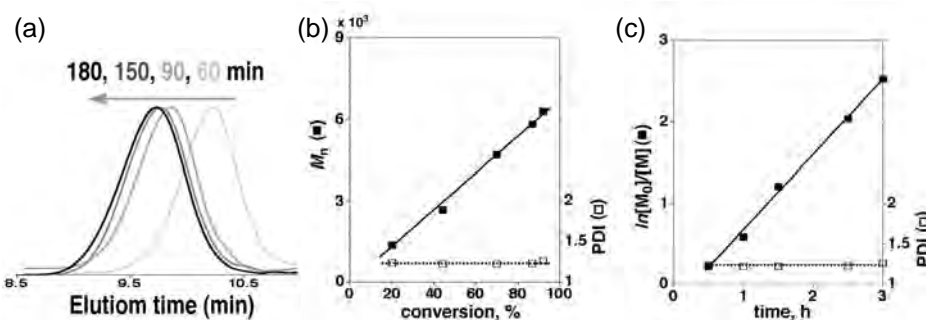 (a)
180, 150, 90, 60 min
8.5 9.5 10.5
Elutiom time (min)
(b)
x 10³
9
6
3
0
Mn (■)
0 20 40 60 80 100
conversion, %
2
1.5
1
PDI (□)
(c)
3
2
1
0
ln[M₀]/[M] (■)
0 1 2 3
time, h
2
1.5
1
PDI (□)